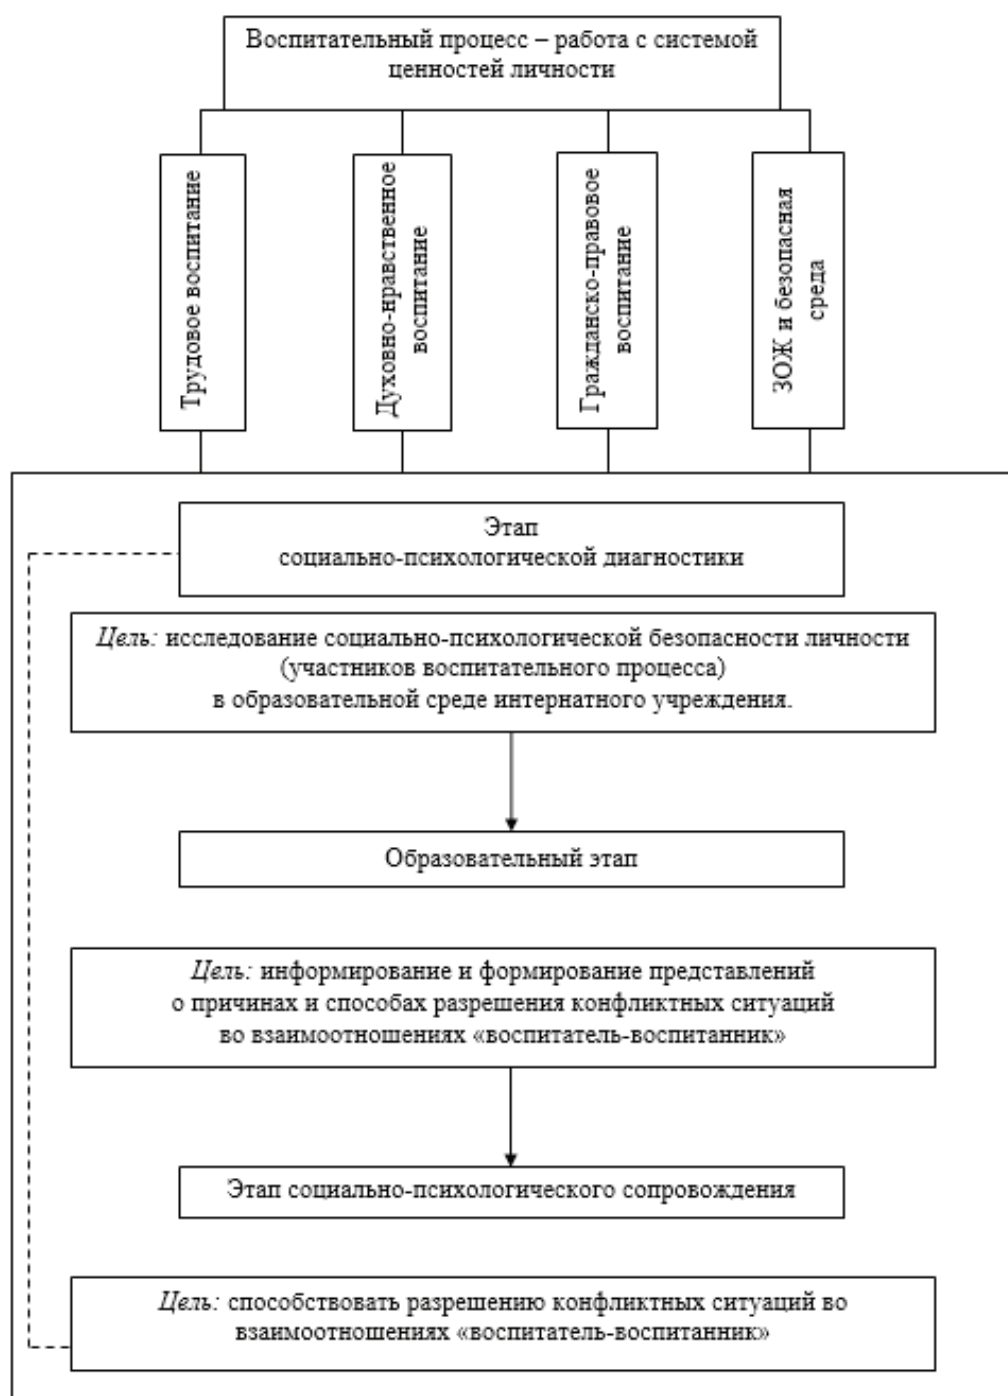 Воспитательный процесс – работа с системой
ценностей личности
Трудовое воспитание
Духовно-нравственное
воспитание
Гражданско-правовое
воспитание
ЗОЖ и безопасная
среда
Этап
социально-психологической диагностики
Цель: исследование социально-психологической безопасности личности
(участников воспитательного процесса)
в образовательной среде интернатного учреждения.
Образовательный этап
Цель: информирование и формирование представлений
о причинах и способах разрешения конфликтных ситуаций
во взаимоотношениях «воспитатель-воспитанник»
Этап социально-психологического сопровождения
Цель: способствовать разрешению конфликтных ситуаций во
взаимоотношениях «воспитатель-воспитанник»